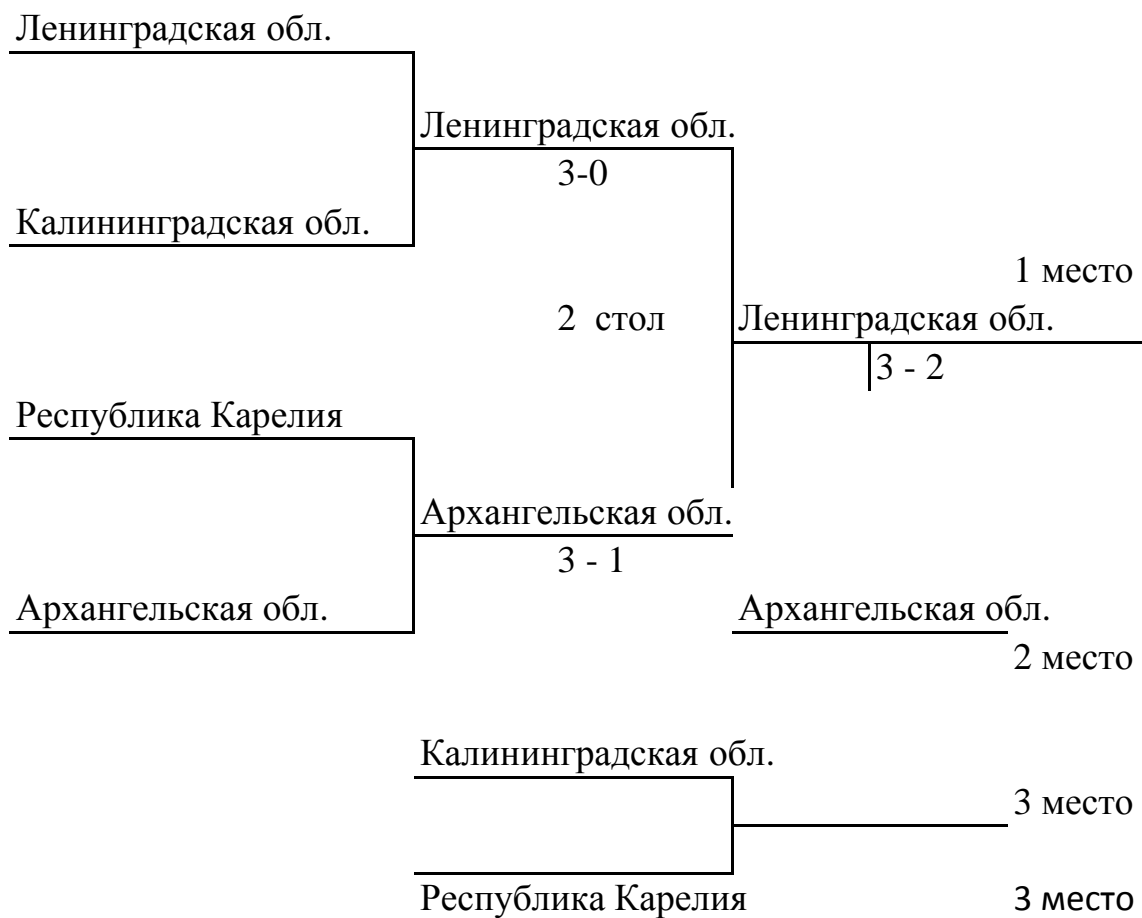 Ленинградская обл.
Ленинградская обл.
3-0
Калининградская обл.
1 место
2 стол Ленинградская обл.
3 - 2
Республика Карелия
Архангельская обл.
3 - 1
Архангельская обл. Архангельская обл.
2 место
Калининградская обл.
3 место
Республика Карелия 3 место